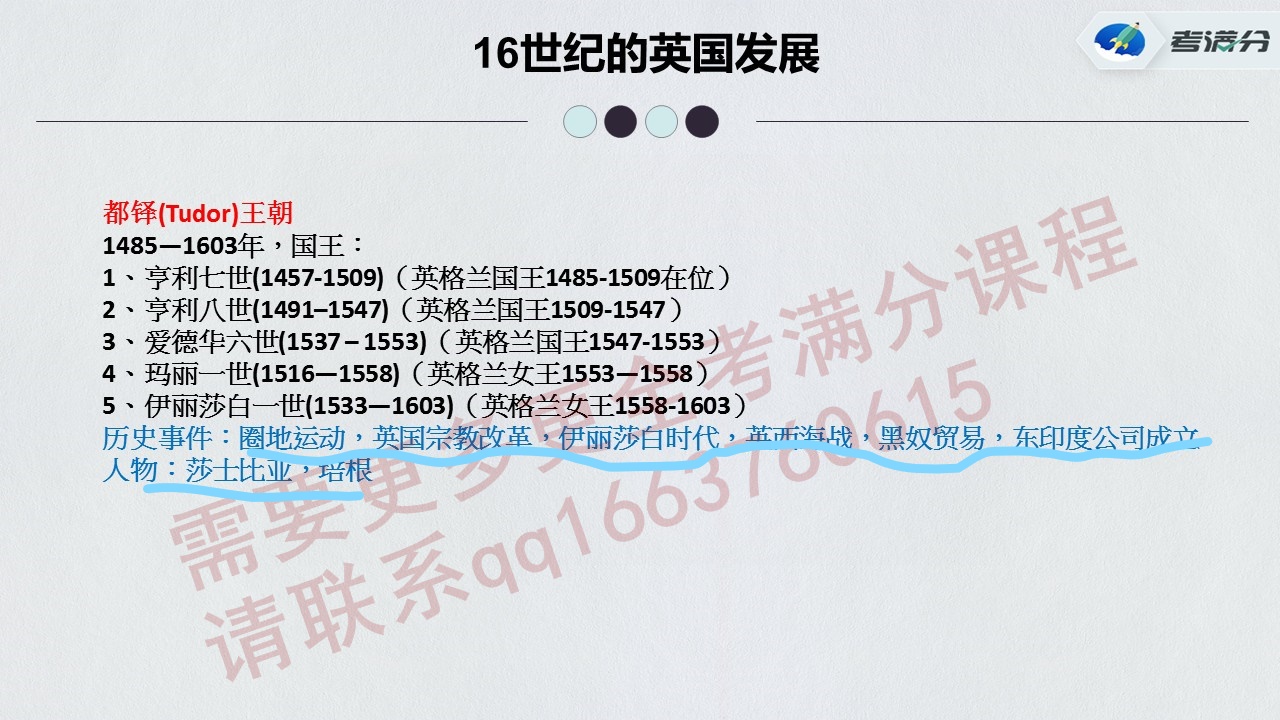 16世纪的英国发展
考满分
都铎(Tudor)王朝
1485—1603年，国王：
1、亨利七世(1457-1509)（英格兰国王1485-1509在位）
2、亨利八世(1491–1547)（英格兰国王1509-1547）
3、爱德华六世(1537 – 1553)（英格兰国王1547-1553）
4、玛丽一世(1516—1558)（英格兰女王1553—1558）
5、伊丽莎白一世(1533—1603)（英格兰女王1558-1603）
历史事件：圈地运动，英国宗教改革，伊丽莎白时代，英西海战，黑奴贸易，东印度公司成立
人物：莎士比亚，培根
需要更多更全考满分课程
请联系qq1663760615